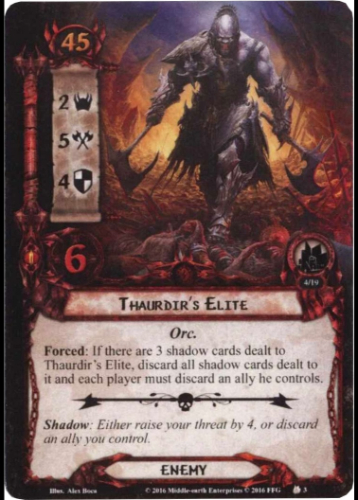 45
2
5
4
6
4/19
Thaurdir's Elite
Orc.
Forced: If there are 3 shadow cards dealt to
Thaurdir's Elite, discard all shadow cards dealt to
it and each player must discard an ally he controls.
Shadow: Either raise your threat by 4, or discard
an ally you control.
ENEMY
Illus. Alex Boca © 2016 Middle-earth Enterprises © 2016 FFG 3